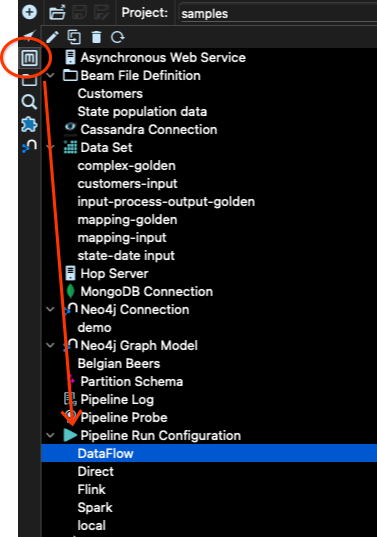 Project: samples
Asynchronous Web Service
Beam File Definition
Customers
State population data
Cassandra Connection
Data Set
complex-golden
customers-input
input-process-output-golden
mapping-golden
mapping-input
state-date input
Hop Server
MongoDB Connection
Neo4j Connection
demo
Neo4j Graph Model
Belgian Beers
Partition Schema
Pipeline Log
Pipeline Probe
Pipeline Run Configuration
DataFlow
Direct
Flink
Spark
local